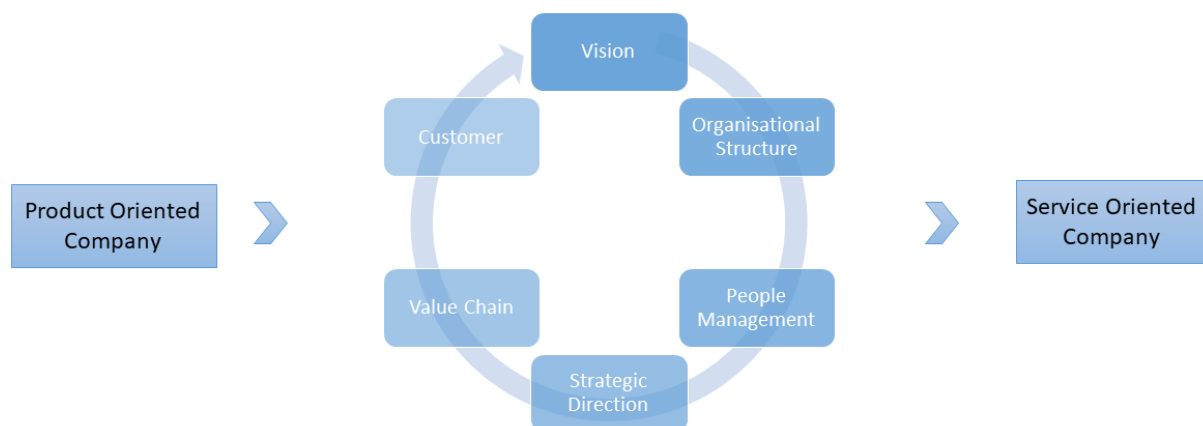 Product Oriented
Company
Vision
Organisational
Structure
People
Management
Strategic
Direction
Value Chain
Customer
Service Oriented
Company